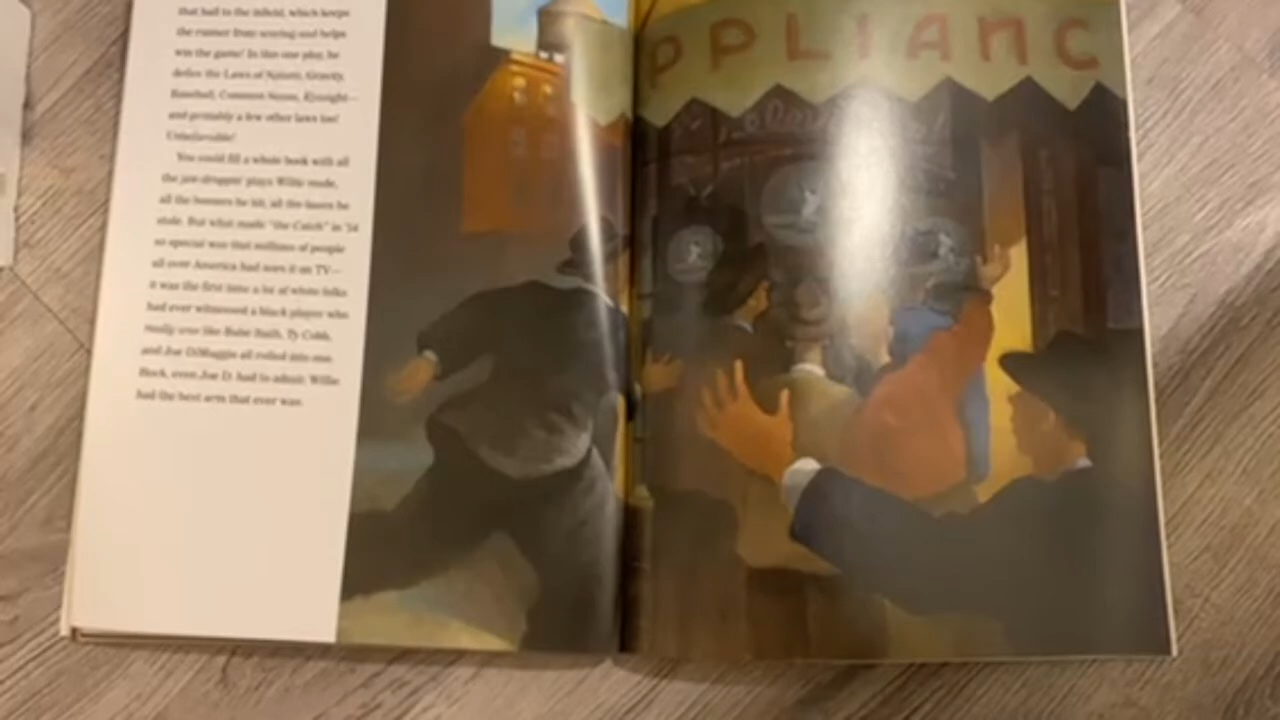 that ball to the infield, which keeps
the runner from scoring and helps
win the game! In this one play, he
defies the Laws of Nature, Gravity,
Baseball, Common Sense, Eyesight—
and probably a few other laws too!
Unbelievable!
You could fill a whole book with all
the jaw-droppin' plays Willie made,
all the homers he hit, all the bases he
stole. But what made "the Catch" in '54
so special was that millions of people
all over America had seen it on TV—
it was the first time a lot of white folks
had ever witnessed a black player who
really was like Babe Ruth, Ty Cobb,
and Joe DiMaggio all rolled into one.
Heck, even Joe D. had to admit: Willie
had the best arm that ever was.
PPLIANC